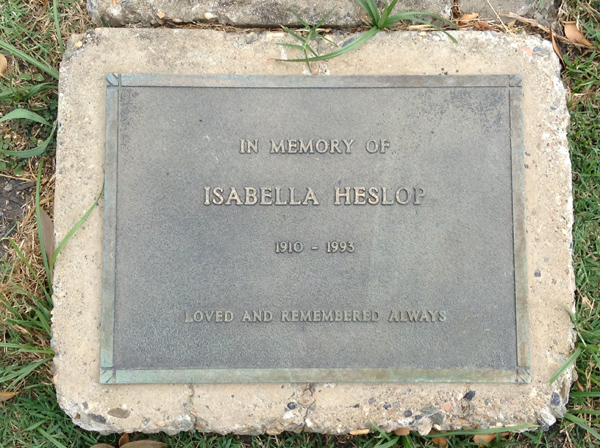 IN MEMORY OF
ISABELLA HESLOP
1910 - 1993
LOVED AND REMEMBERED ALWAYS